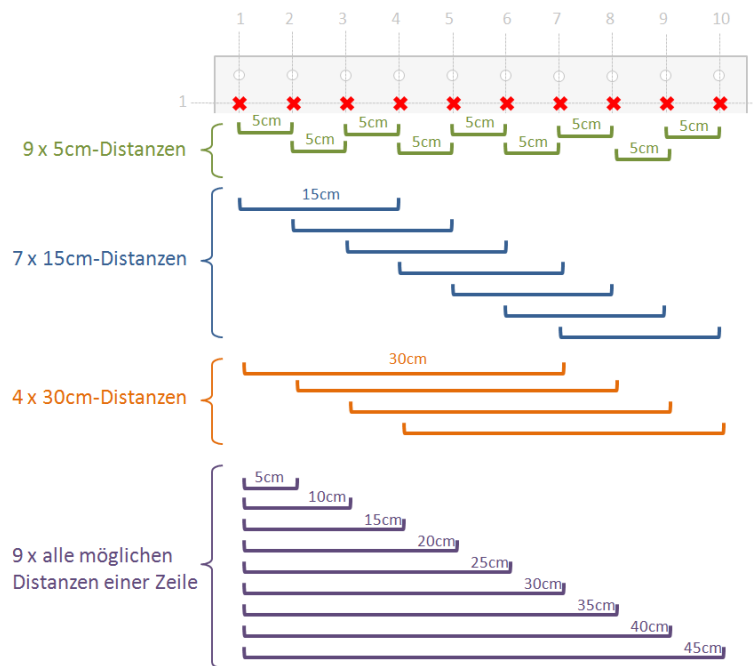 1 2 3 4 5 6 7 8 9 10
1
5cm 5cm 5cm 5cm 5cm
9 x 5cm-Distanzen
5cm 5cm 5cm 5cm
15cm
7 x 15cm-Distanzen
30cm
4 x 30cm-Distanzen
5cm
10cm
15cm
20cm
9 x alle möglichen
Distanzen einer Zeile
25cm
30cm
35cm
40cm
45cm